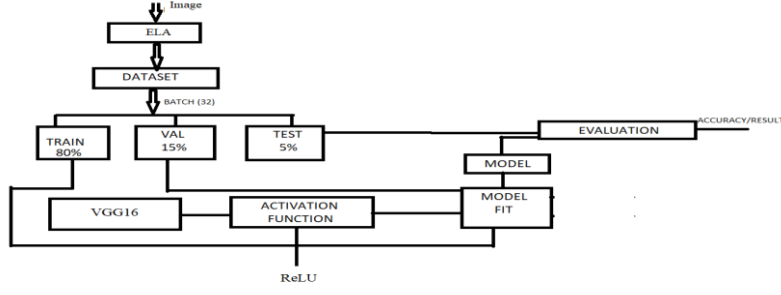 Image
ELA
DATASET
BATCH (32)
TRAIN
80%
VAL
15%
TEST
5%
EVALUATION
ACCURACY/RESULT
MODEL
VGG16
ACTIVATION
FUNCTION
MODEL
FIT
ReLU